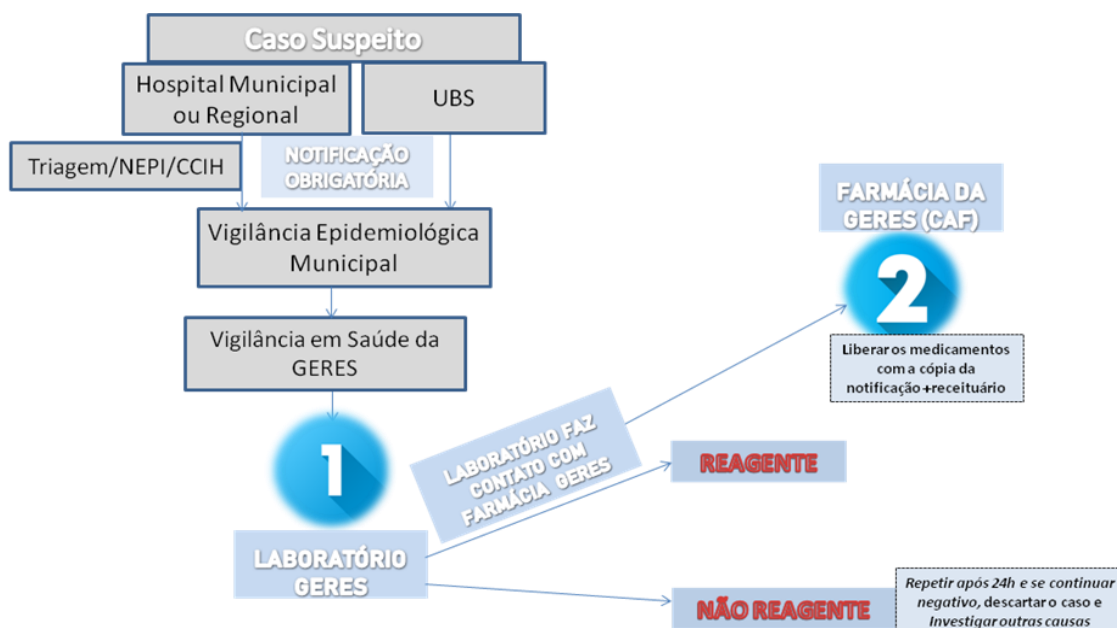 Caso Suspeito
Hospital Municipal
ou Regional
UBS
Triagem/NEPI/CCIH
NOTIFICAÇÃO
OBRIGATÓRIA
Vigilância Epidemiológica
Municipal
Vigilância em Saúde da
GERES
1
LABORATÓRIO
GERES
LABORATÓRIO FAZ
CONTATO COM
FARMÁCIA GERES
FARMÁCIA DA
GERES (CAF)
2
Liberar os medicamentos
com a cópia da
notificação+receituário
REAGENTE
NÃO REAGENTE
Repetir após 24h e se continuar
negativo, descartar o caso e
Investigar outras causas